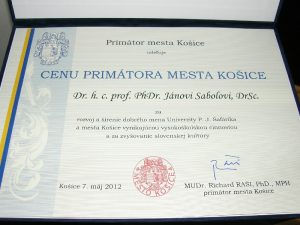 Primátor mesta Košice
udeľuje
CENU PRIMÁTORA MESTA KOŠICE
Dr. h. c. prof. PhDr. Jánovi Sabolovi, DrSc.
za
rozvoj a šírenie dobrého mena Univerzity P. J. Šafárika
a mesta Košice vynikajúcou vysokoškolskou činnosťou
a za zvyšovanie slovenskej kultúry
Košice 7. máj 2012
MUDr. Richard RAŠI, PhD., MPH
primátor mesta Košice